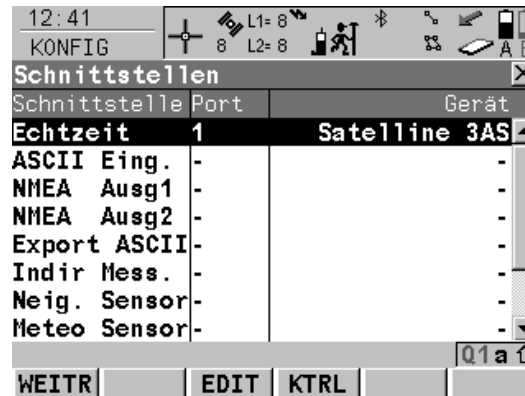 12:41
KONFIG
L1= 8
8 L2= 8
A
Schnittstellen X
Schnittstelle Port Gerät
Echtzeit 1 Satelline 3AS
ASCII Eing. - -
NMEA Ausg1 - -
NMEA Ausg2 - -
Export ASCII - -
Indir Mess. - -
Neig. Sensor - -
Meteo Sensor - -
Q1 a
WEITR EDIT KTRL